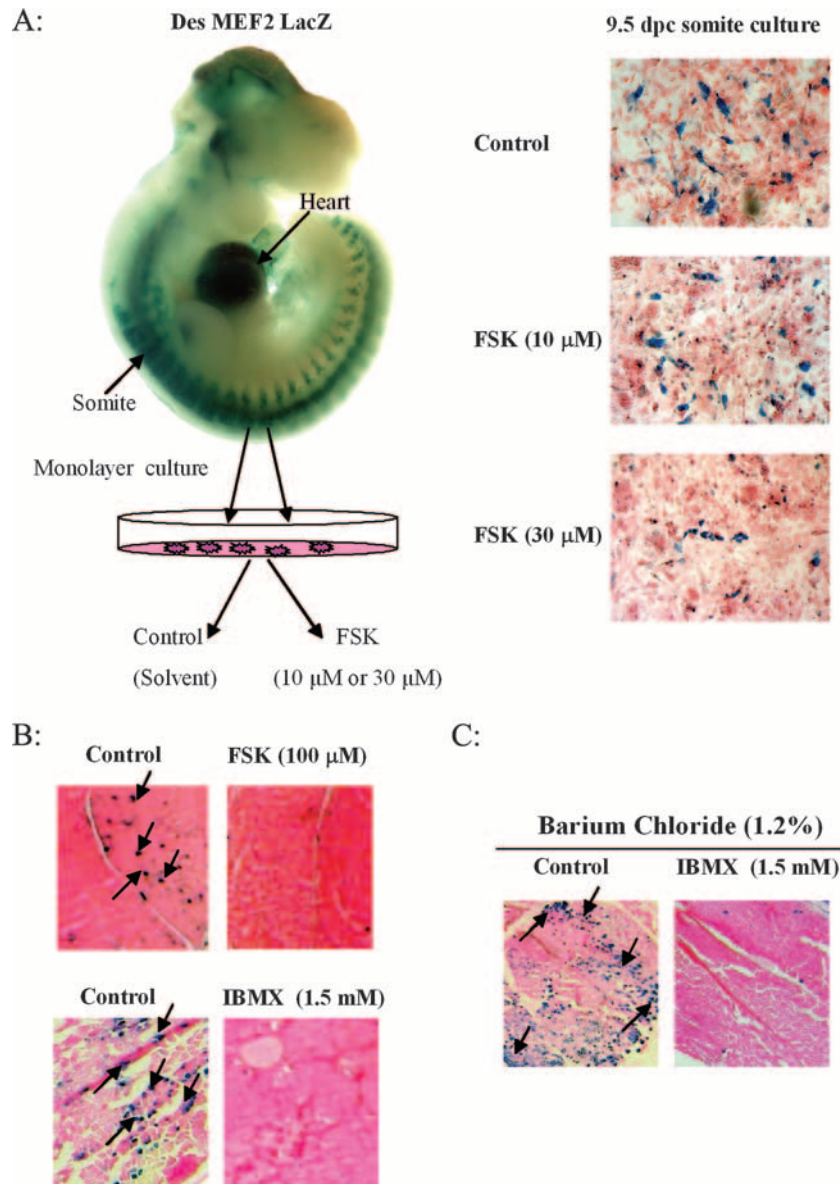 A:
Des MEF2 LacZ
Heart
Somite
Monolayer culture
Control
(Solvent)
FSK
(10 µM or 30 µM)
9.5 dpc somite culture
Control
FSK (10 µM)
FSK (30 µM)
B:
Control
FSK (100 µM)
Control
IBMX (1.5 mM)
C:
Barium Chloride (1.2%)
Control
IBMX (1.5 mM)